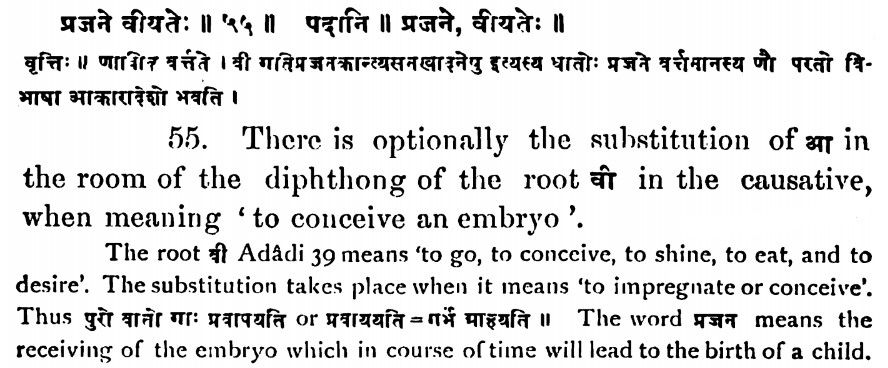 प्रजने वीयतेः ॥ ५५ ॥ पदानि ॥ प्रजने, वीयतेः ॥
वृत्तिः ॥ णाविति वर्त्तते । वी गतिप्रजनकान्त्यसनखादनेषु इत्यस्य धातोः प्रजने वर्त्तमानस्य णौ परतो वि-
भाषा आकारादेशो भवति ।
55. There is optionally the substitution of आ in
the room of the diphthong of the root वी in the causative,
when meaning ‘to conceive an embryo’.
The root वी Adâdi 39 means ‘to go, to conceive, to shine, to eat, and to
desire’. The substitution takes place when it means ‘to impregnate or conceive’.
Thus पुरो वातो गाः प्रवापयति or प्रवाययति = गर्भं ग्राहयति ॥ The word प्रजन means the
receiving of the embryo which in course of time will lead to the birth of a child.